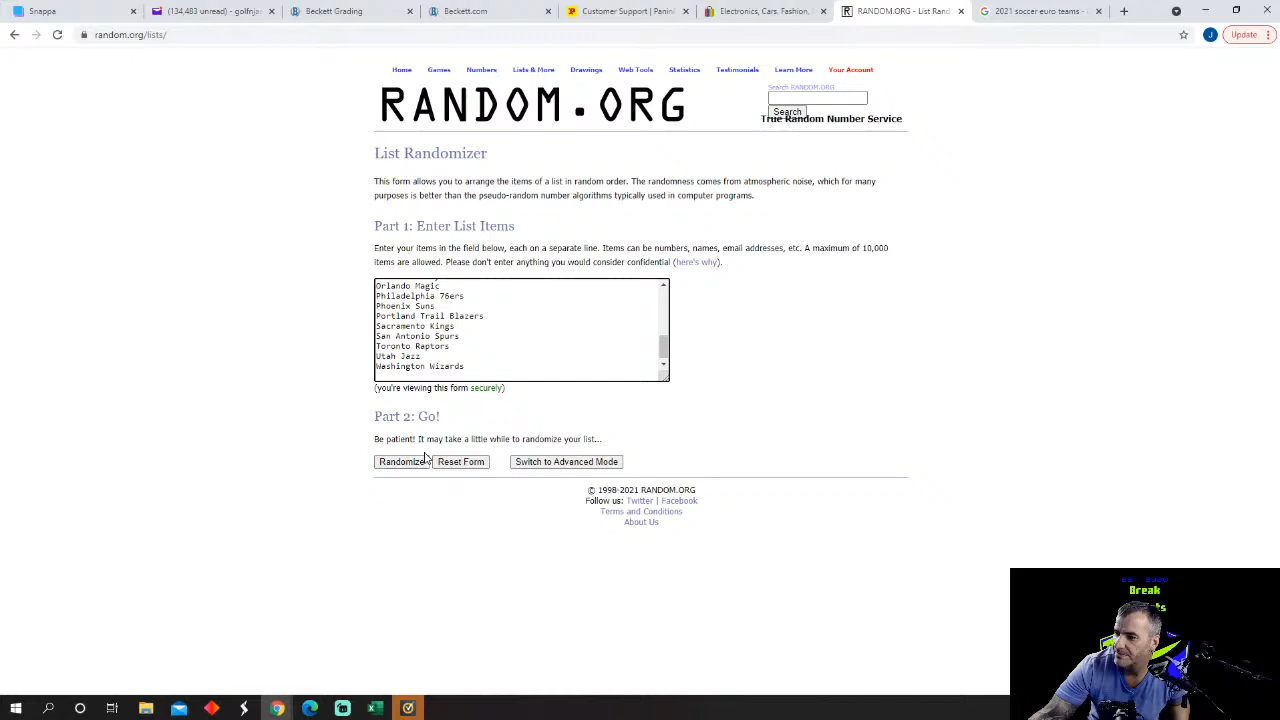 Snappa
(134,483 unread) - golfnja
Beckett Grading
Beckett.com
Customer Support | Panini
Electronics, Cars, Fashion,
RANDOM.ORG - List Rand
2021 soccer euro teams -
random.org/lists/
J
Update
Home Games Numbers Lists & More Drawings Web Tools Statistics Testimonials Learn More Your Account
RANDOM.ORG
Search RANDOM.ORG
Search
True Random Number Service
List Randomizer
This form allows you to arrange the items of a list in random order. The randomness comes from atmospheric noise, which for many
purposes is better than the pseudo-random number algorithms typically used in computer programs.
Part 1: Enter List Items
Enter your items in the field below, each on a separate line. Items can be numbers, names, email addresses, etc. A maximum of 10,000
items are allowed. Please don't enter anything you would consider confidential (here's why).
Orlando Magic
Philadelphia 76ers
Phoenix Suns
Portland Trail Blazers
Sacramento Kings
San Antonio Spurs
Toronto Raptors
Utah Jazz
Washington Wizards
(you're viewing this form securely)
Part 2: Go!
Be patient! It may take a little while to randomize your list...
Randomize Reset Form Switch to Advanced Mode
© 1998-2021 RANDOM.ORG
Follow us: Twitter | Facebook
Terms and Conditions
About Us
Break